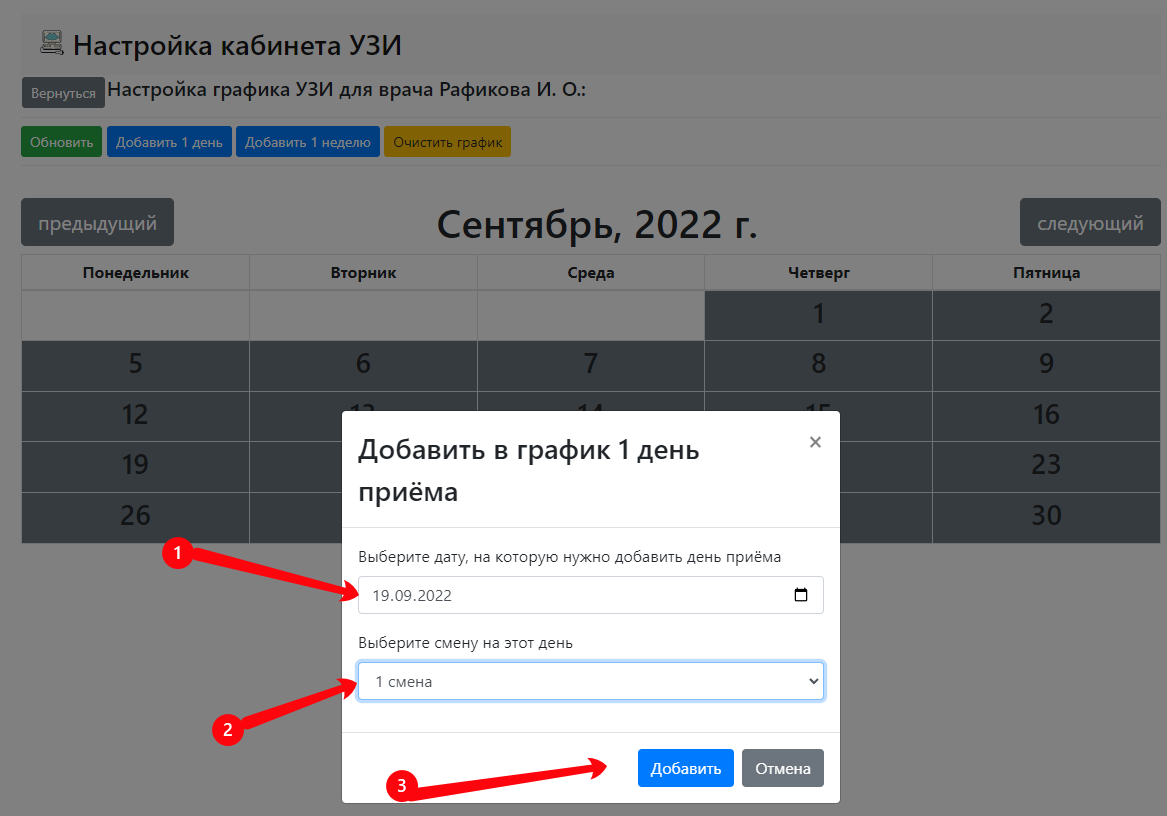 Настройка кабинета УЗИ
Вернуться Настройка графика УЗИ для врача Рафикова И. О.:
Обновить Добавить 1 день Добавить 1 неделю Очистить график
предыдущий Сентябрь, 2022 г. следующий
Понедельник Вторник Среда Четверг Пятница
1 2
5 6 7 8 9
12 13 14 15 16
19 23
26 30
Добавить в график 1 день ×
приёма
1
Выберите дату, на которую нужно добавить день приёма
19.09.2022
Выберите смену на этот день
1 смена
2
Добавить Отмена
3